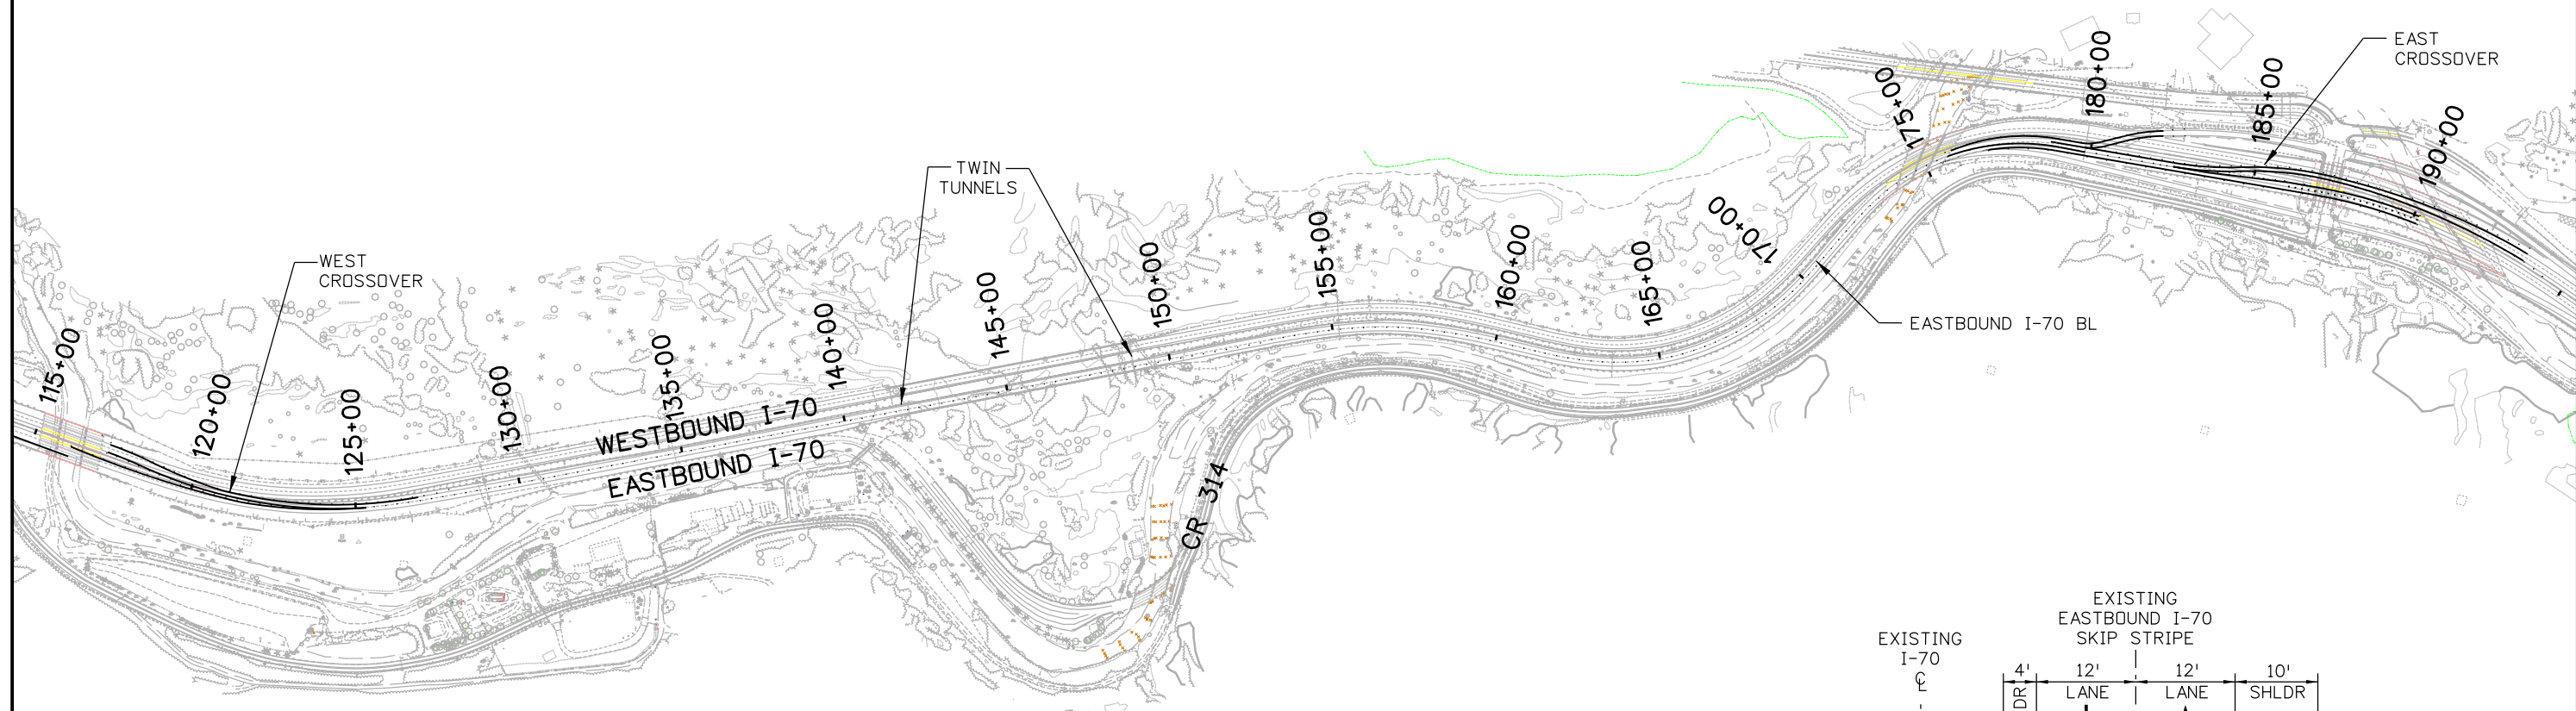 EAST
CROSSOVER
180+00
185+00
175+00
190+00
TWIN
TUNNELS
170+00
155+00
160+00
165+00
150+00
WEST
CROSSOVER
145+00
EASTBOUND I-70 BL
140+00
135+00
115+00
120+00
125+00
130+00
WESTBOUND I-70
EASTBOUND I-70
CR 314
EXISTING
EASTBOUND I-70
SKIP STRIPE
EXISTING
I-70
℄
4'
12'
12'
10'
DR
LANE
LANE
SHLDR